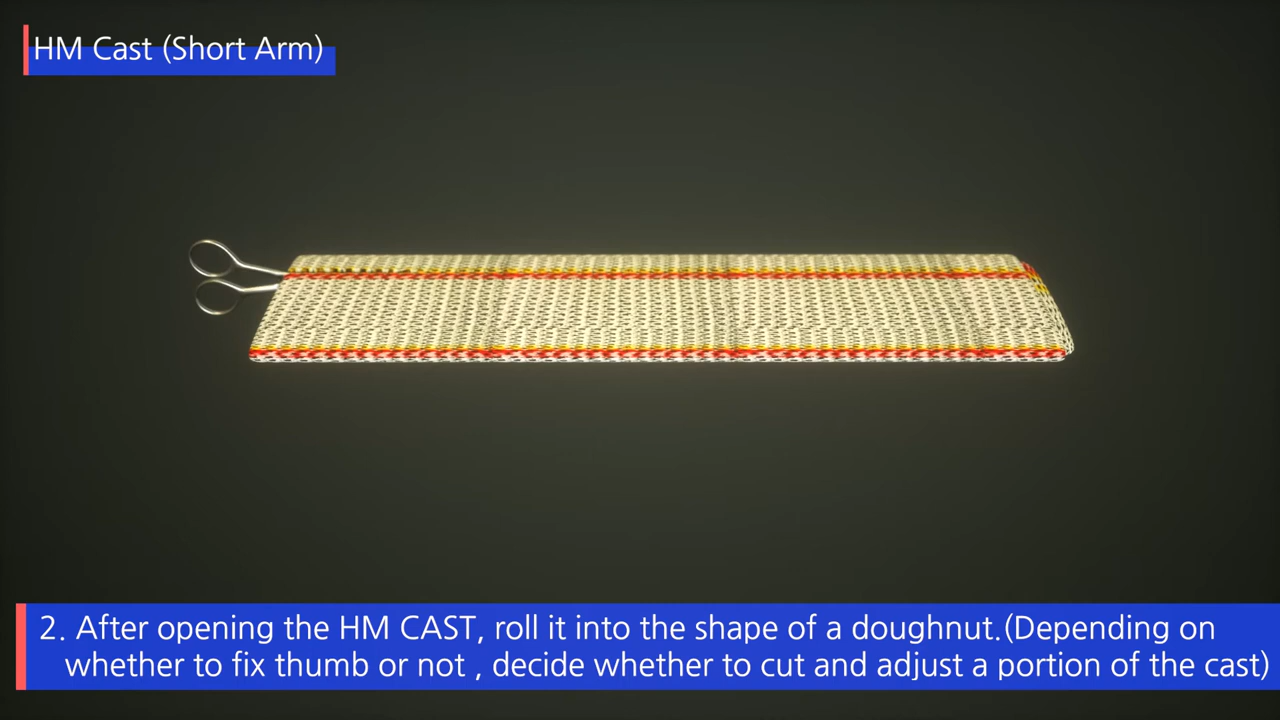 HM Cast (Short Arm)
2. After opening the HM CAST, roll it into the shape of a doughnut.(Depending on
whether to fix thumb or not , decide whether to cut and adjust a portion of the cast)